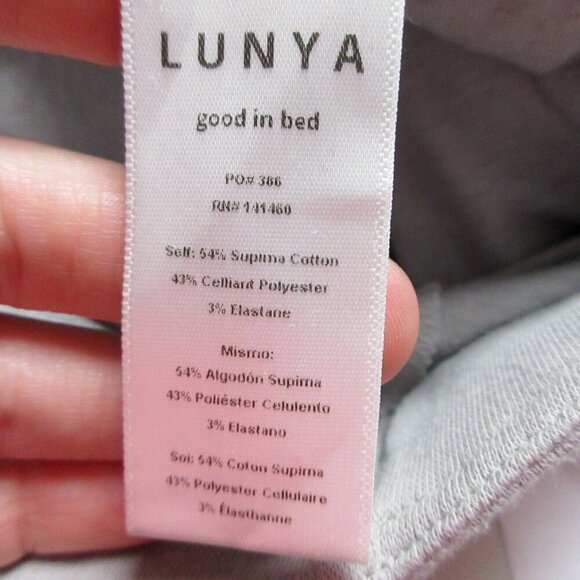 LUNYA
good in bed
PO# 386
RN# 141460
Self: 54% Supima Cotton
43% Celliant Polyester
3% Elastane
Mismo:
54% Algodón Supima
43% Poliéster Celulento
3% Elastano
Soi: 54% Coton Supima
43% Polyester Cellulaire
3% Élasthanne